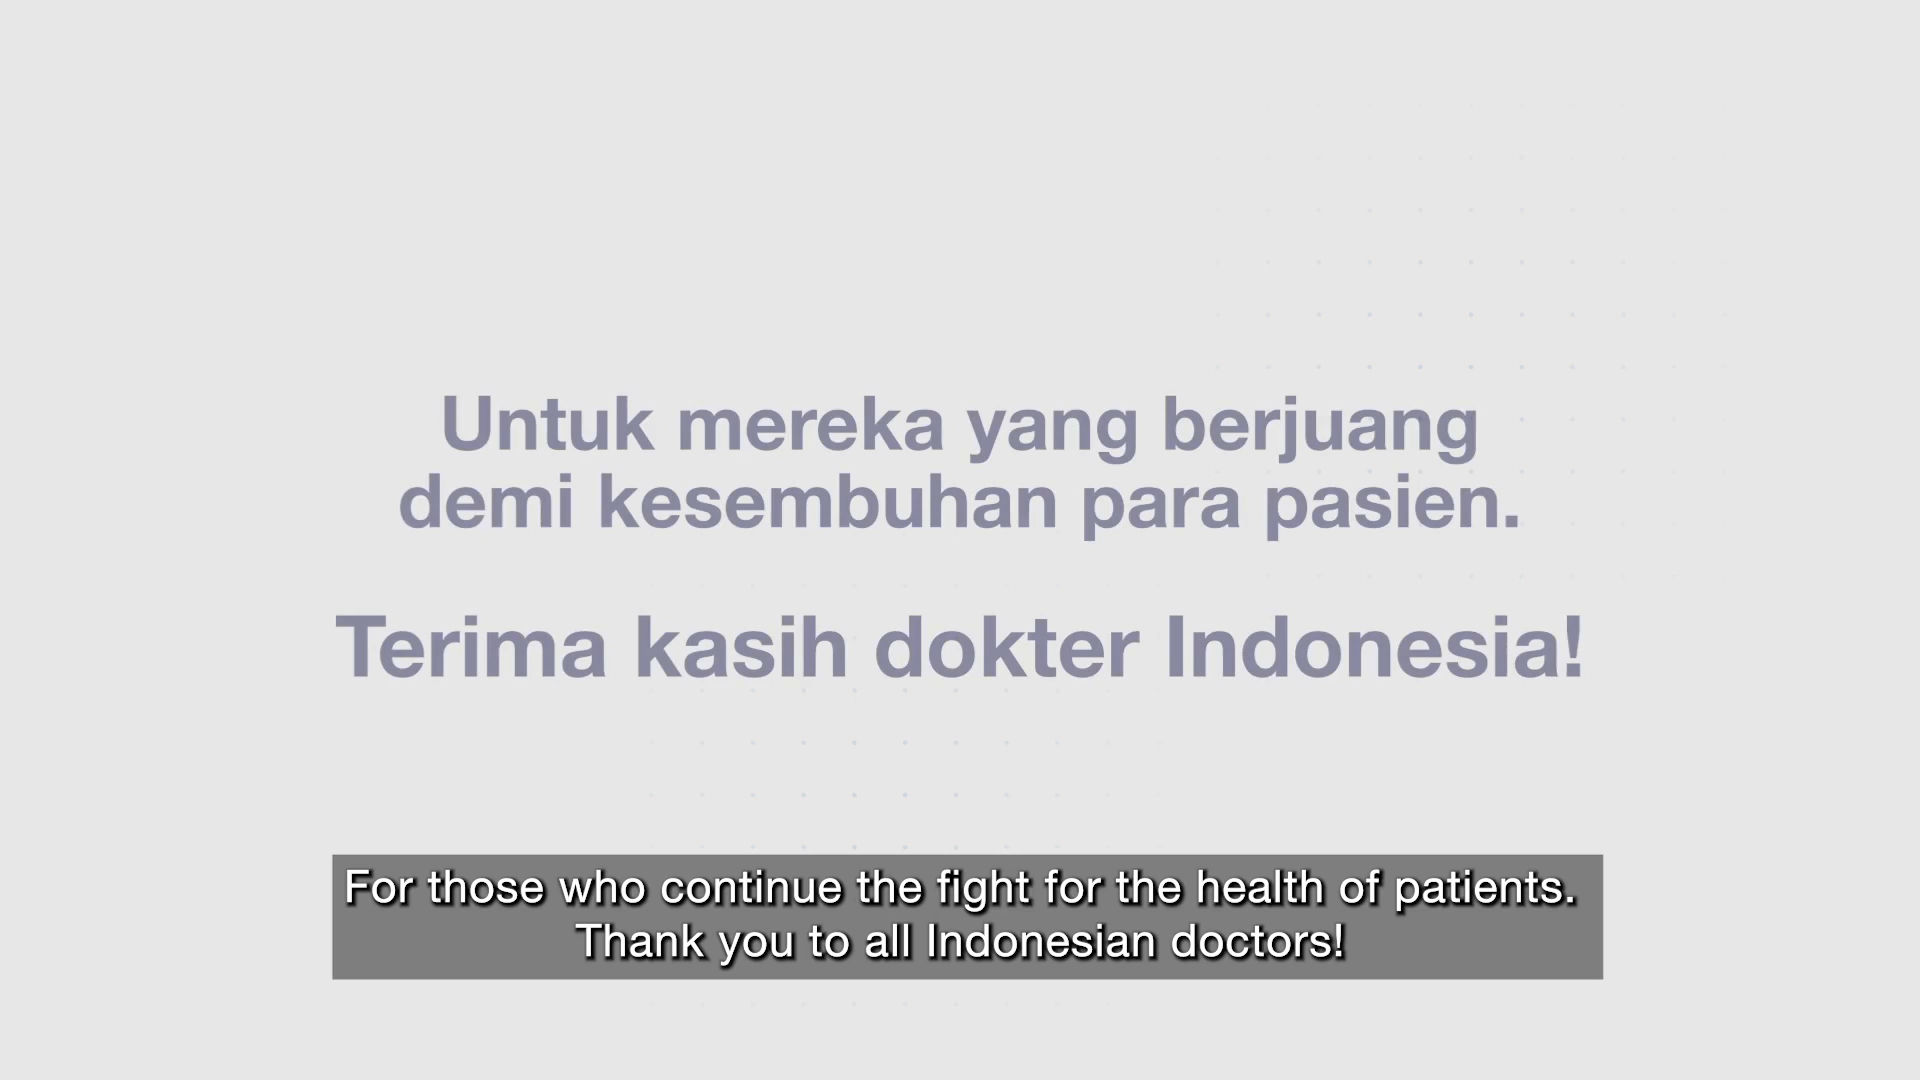 Untuk mereka yang berjuang
demi kesembuhan para pasien.
Terima kasih dokter Indonesia!
For those who continue the fight for the health of patients.
Thank you to all Indonesian doctors!